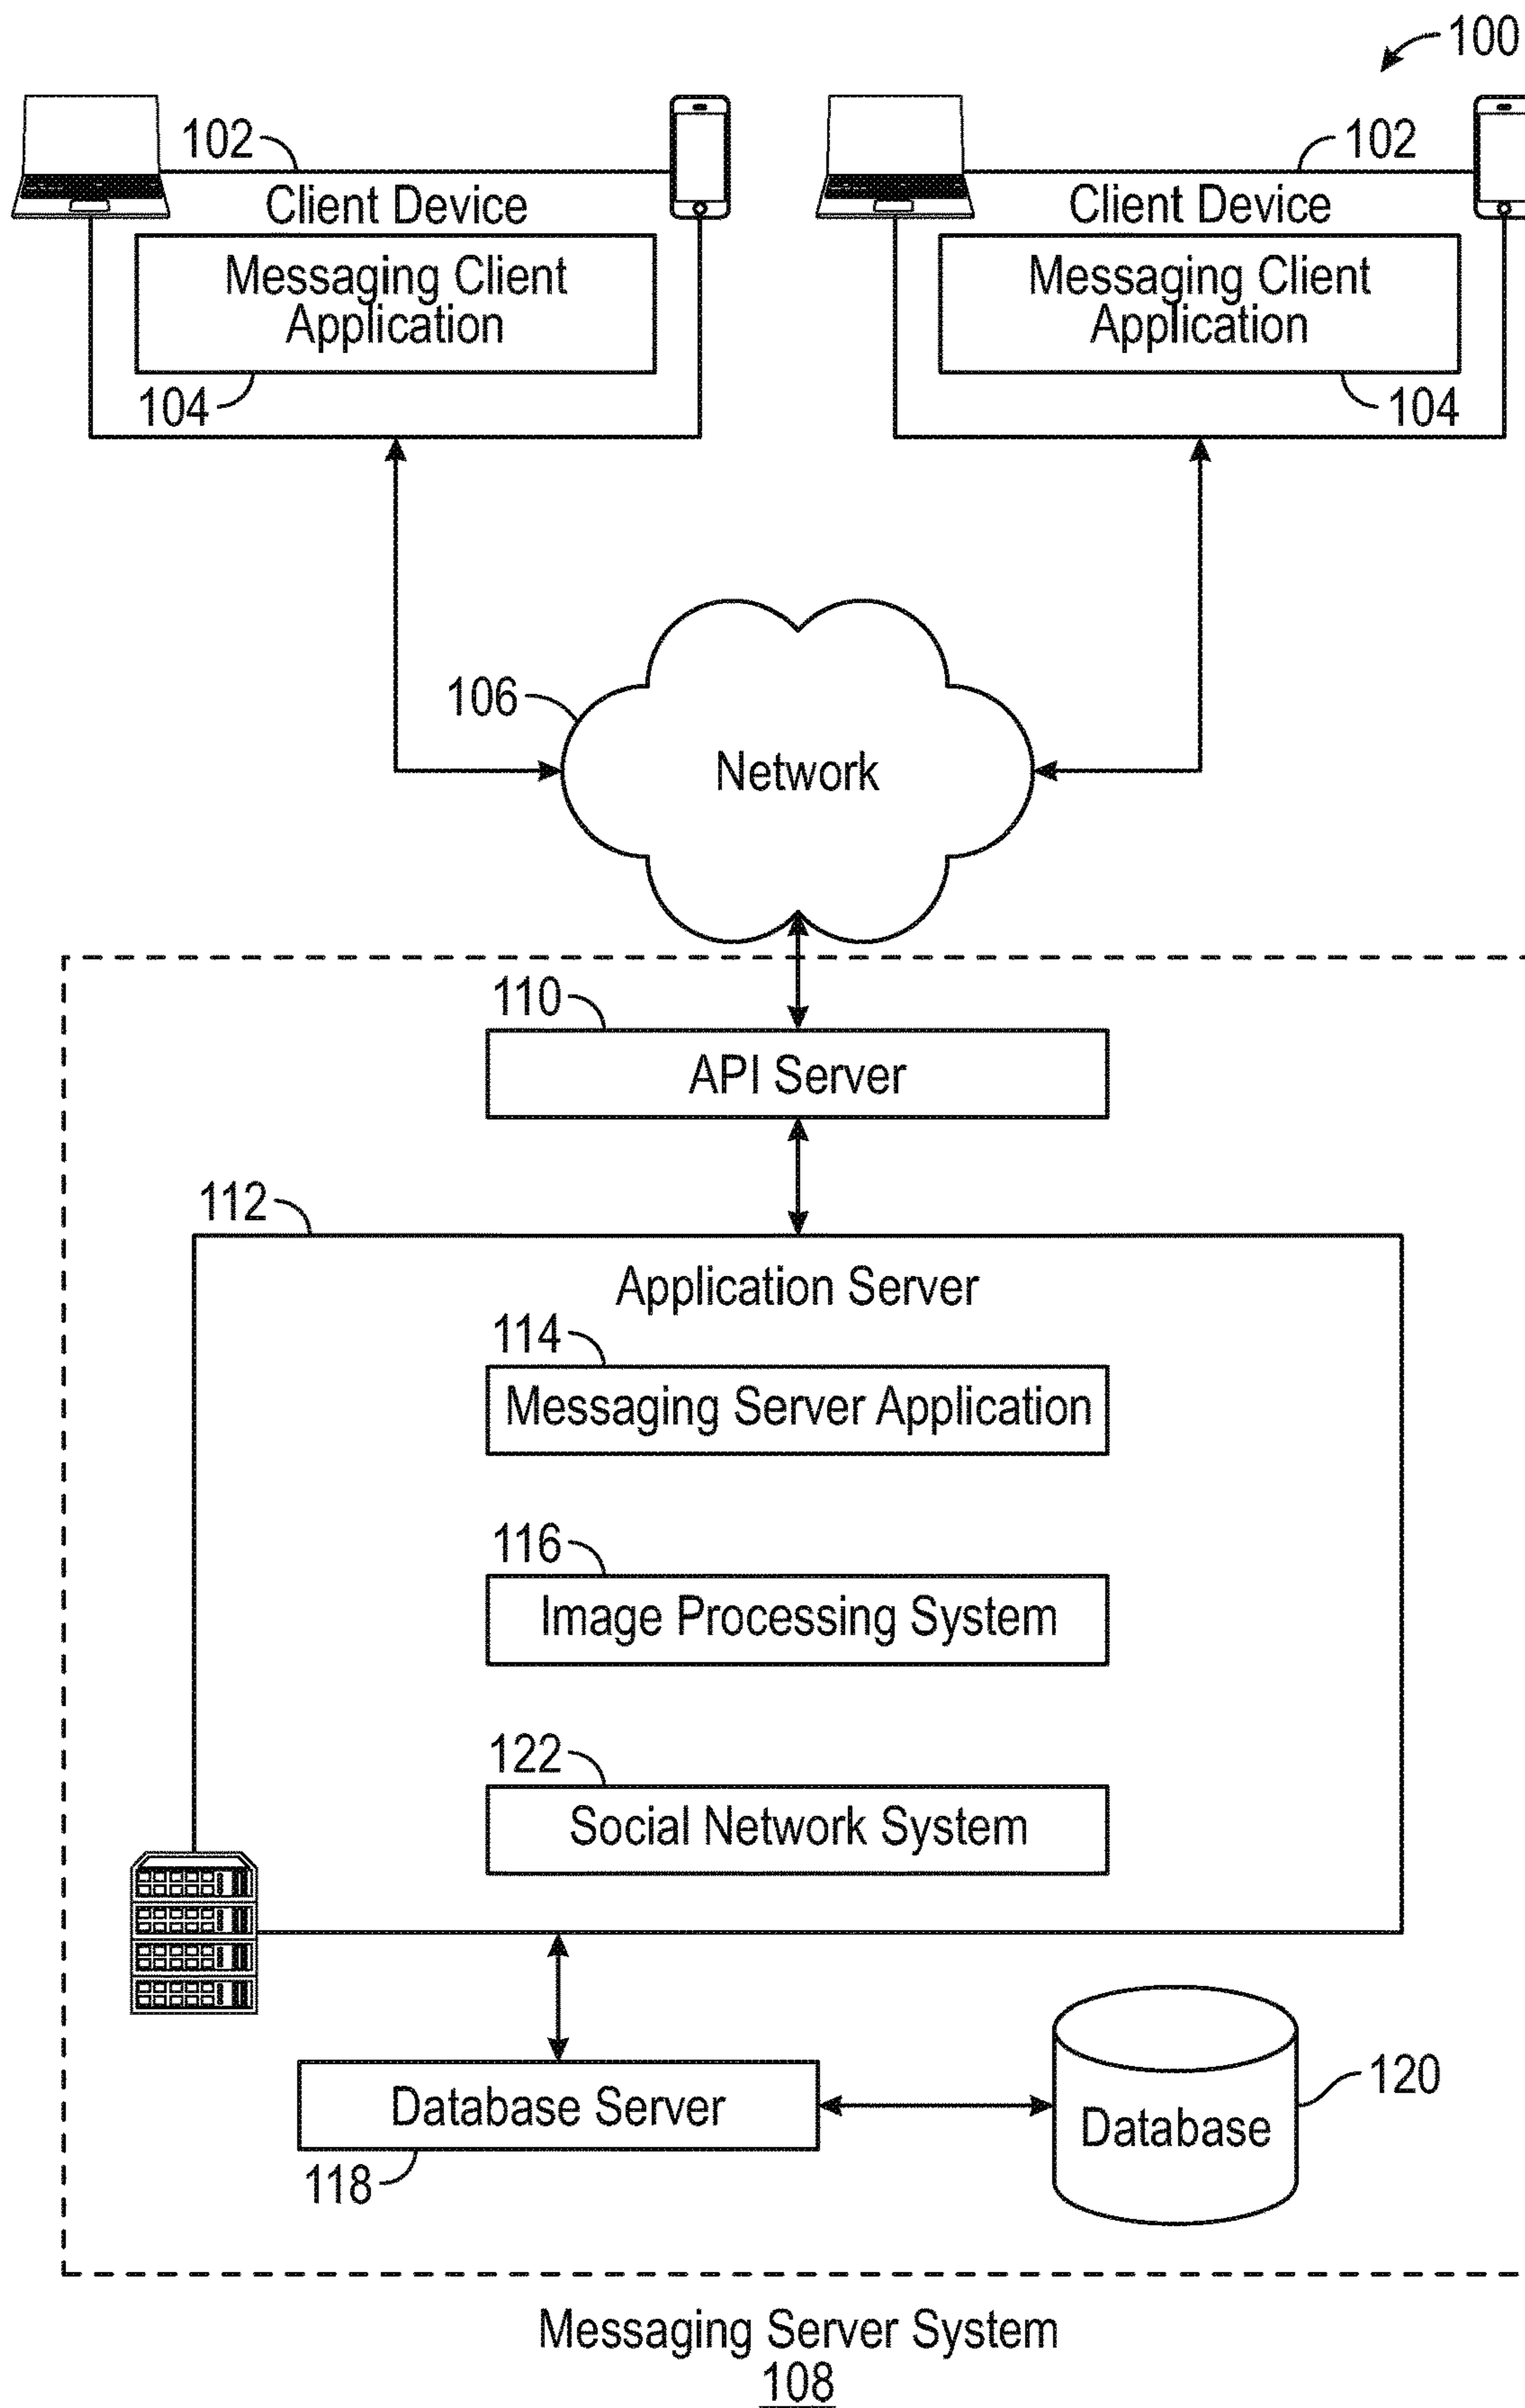 100
102
102
Client Device
Client Device
Messaging Client
Application
Messaging Client
Application
104
104
106
Network
110
API Server
112
Application Server
114
Messaging Server Application
116
Image Processing System
122
Social Network System
Database Server
118
Database
120
Messaging Server System
108